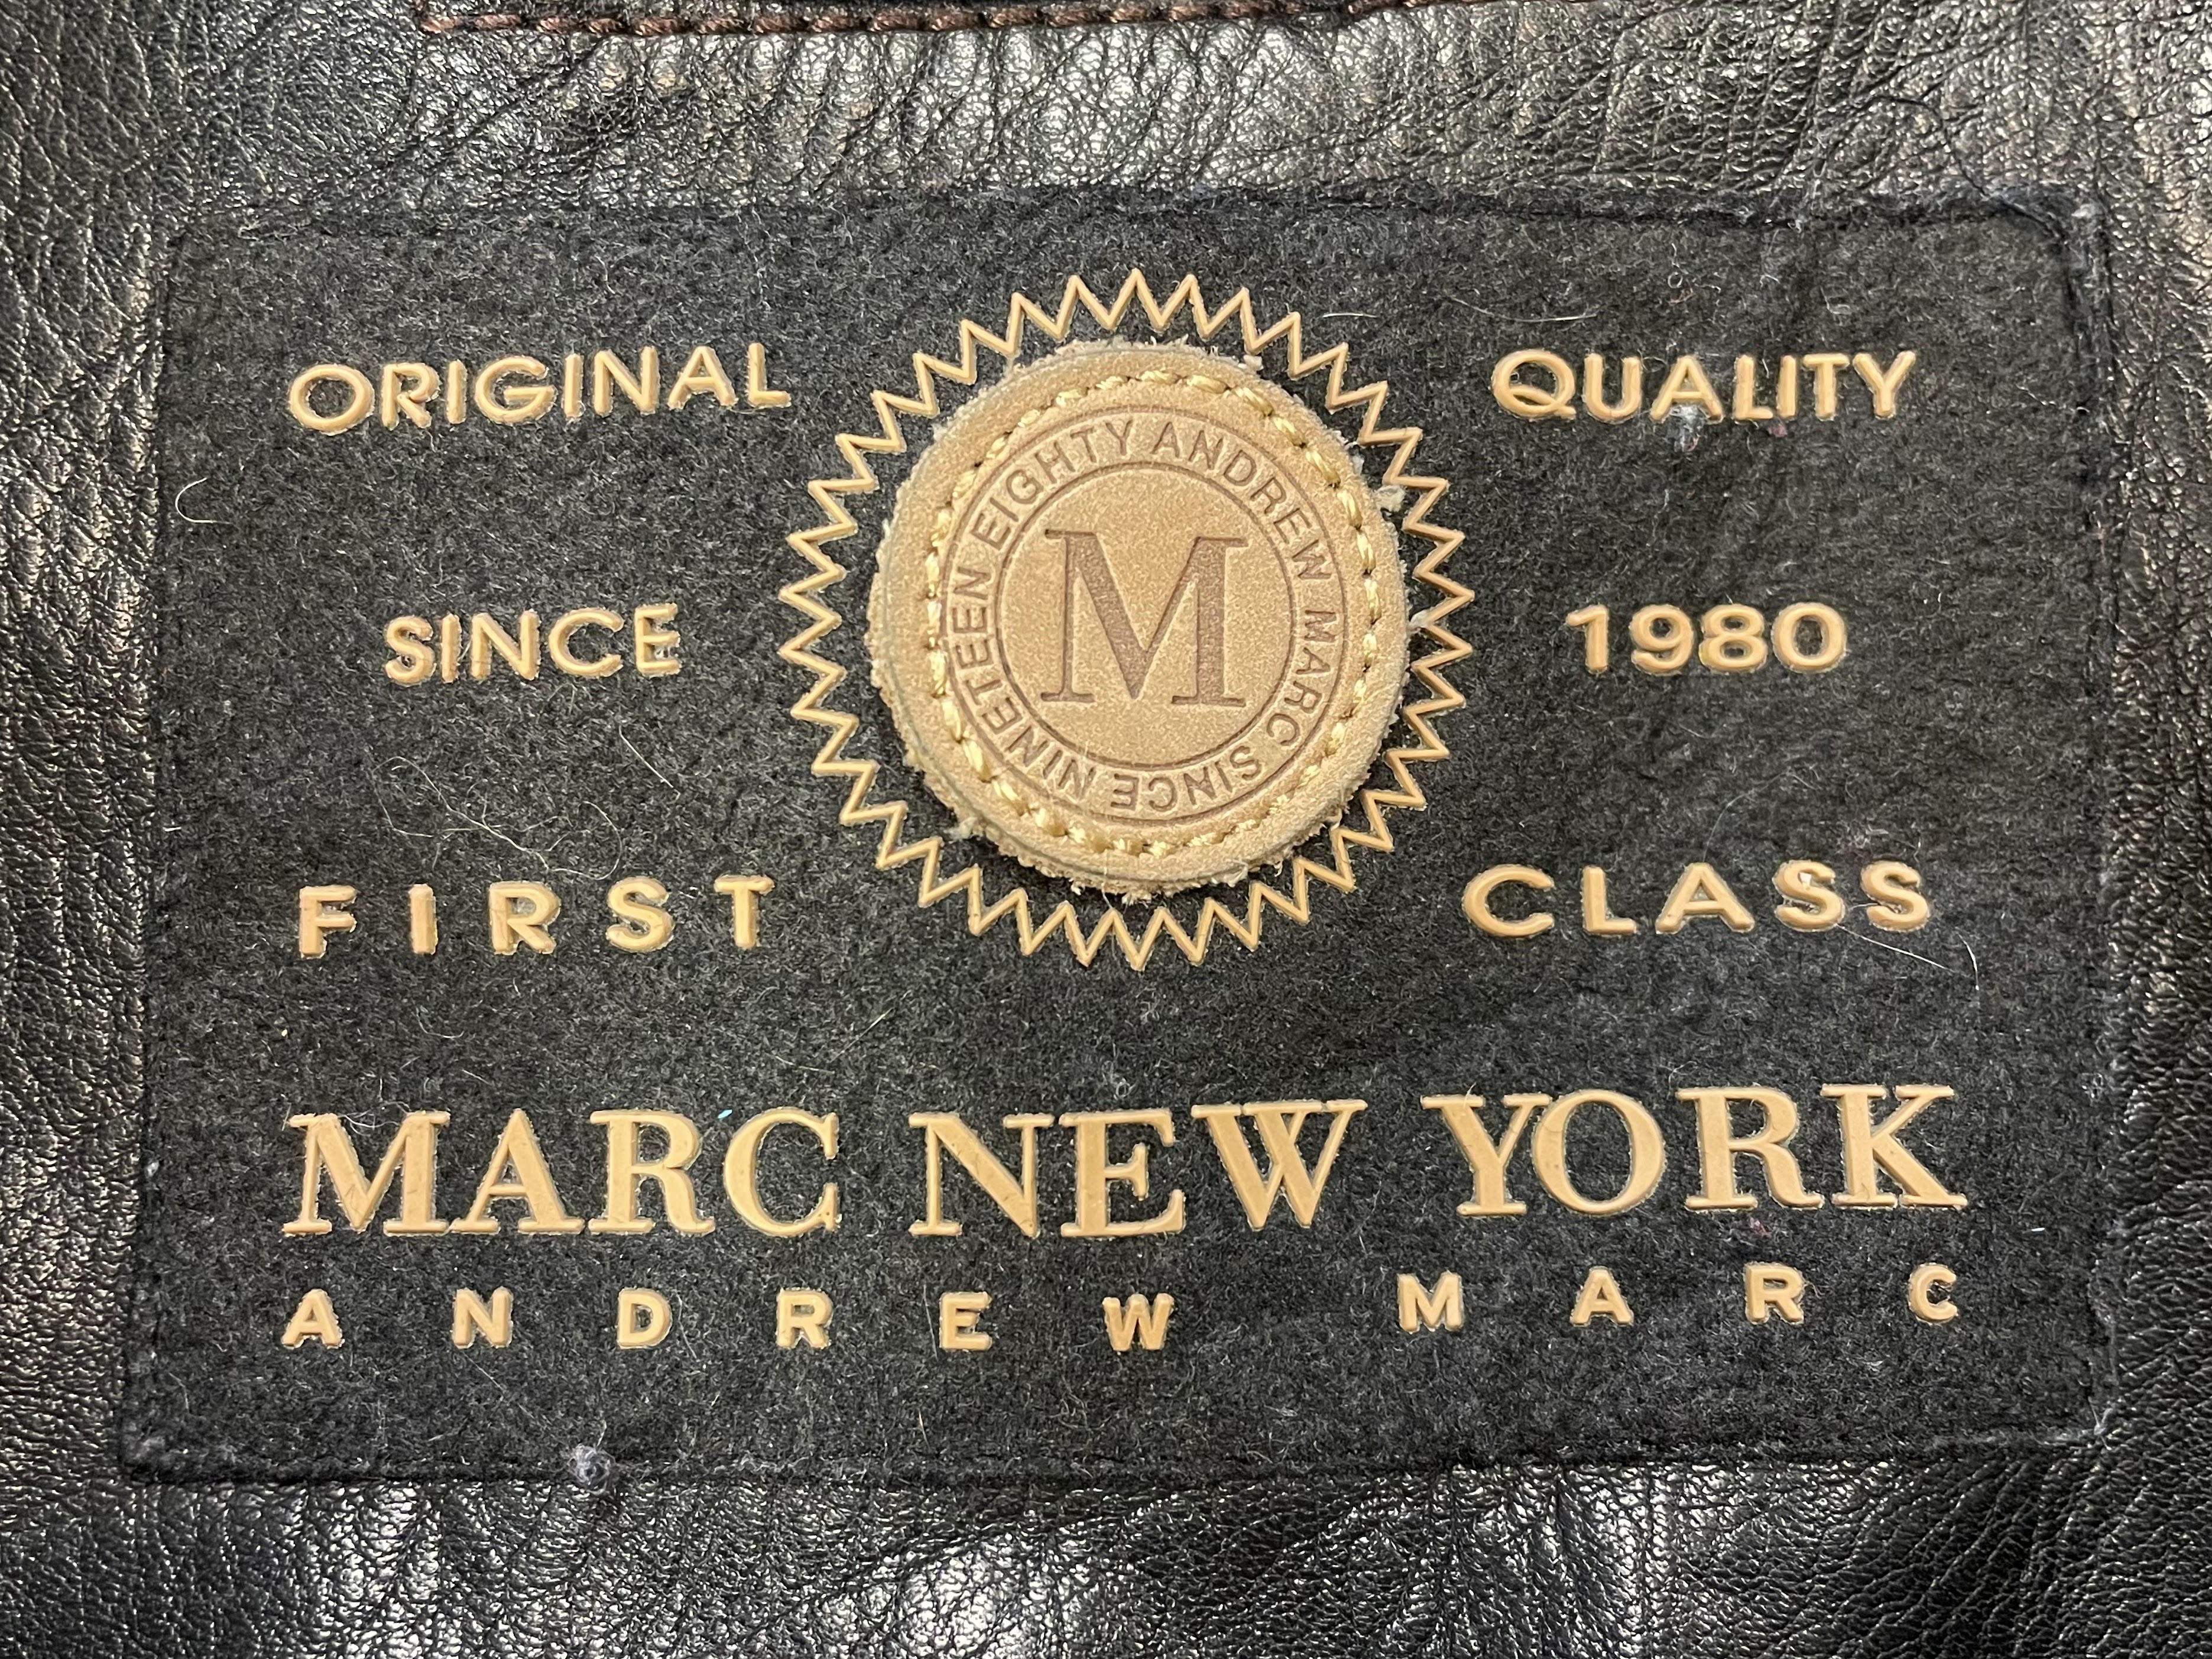 ORIGINAL QUALITY
ANDREW MARC SINCE NINETEEN EIGHTY
M
SINCE 1980
FIRST CLASS
MARC NEW YORK
ANDREW MARC